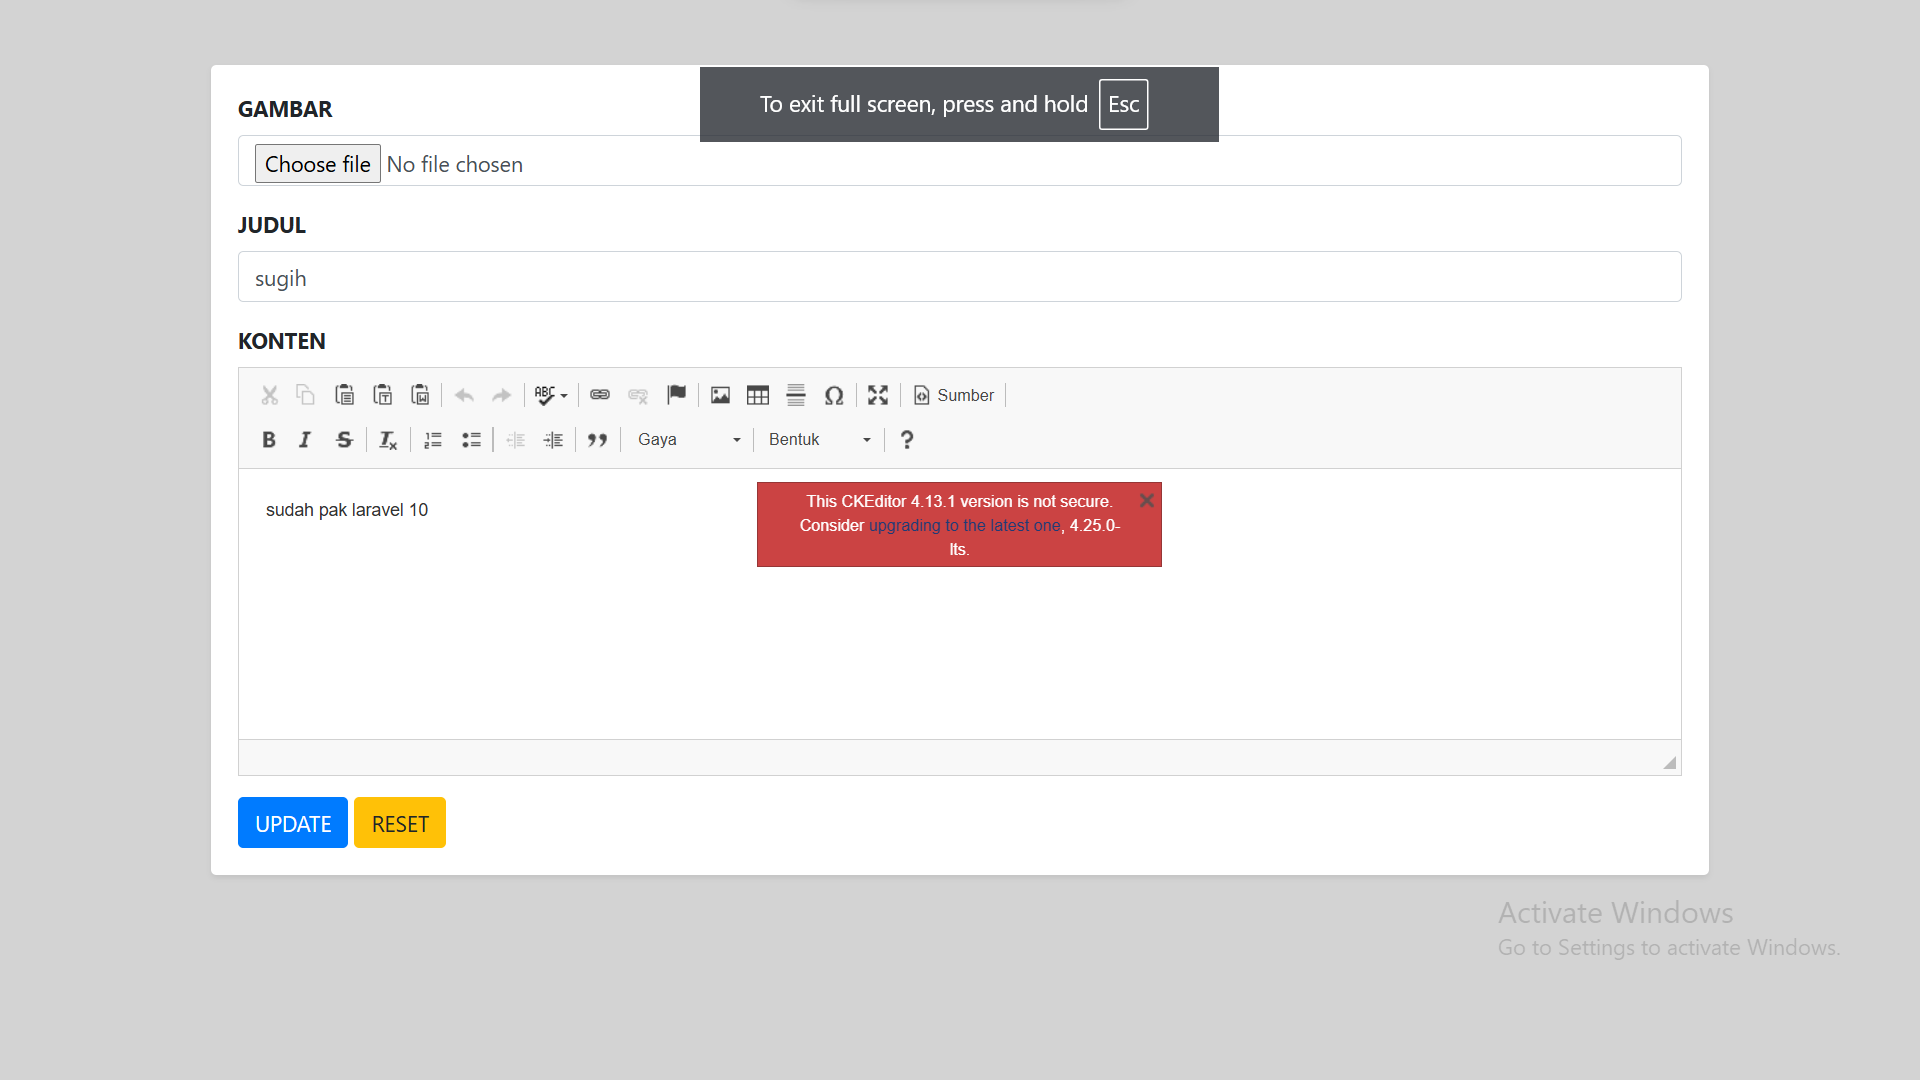 To exit full screen, press and hold Esc
GAMBAR
Choose file No file chosen
JUDUL
sugih
KONTEN
ABC
Sumber
B I S Tx Gaya Bentuk ?
sudah pak laravel 10
This CKEditor 4.13.1 version is not secure.
Consider upgrading to the latest one, 4.25.0-
lts.
UPDATE RESET
Activate Windows
Go to Settings to activate Windows.